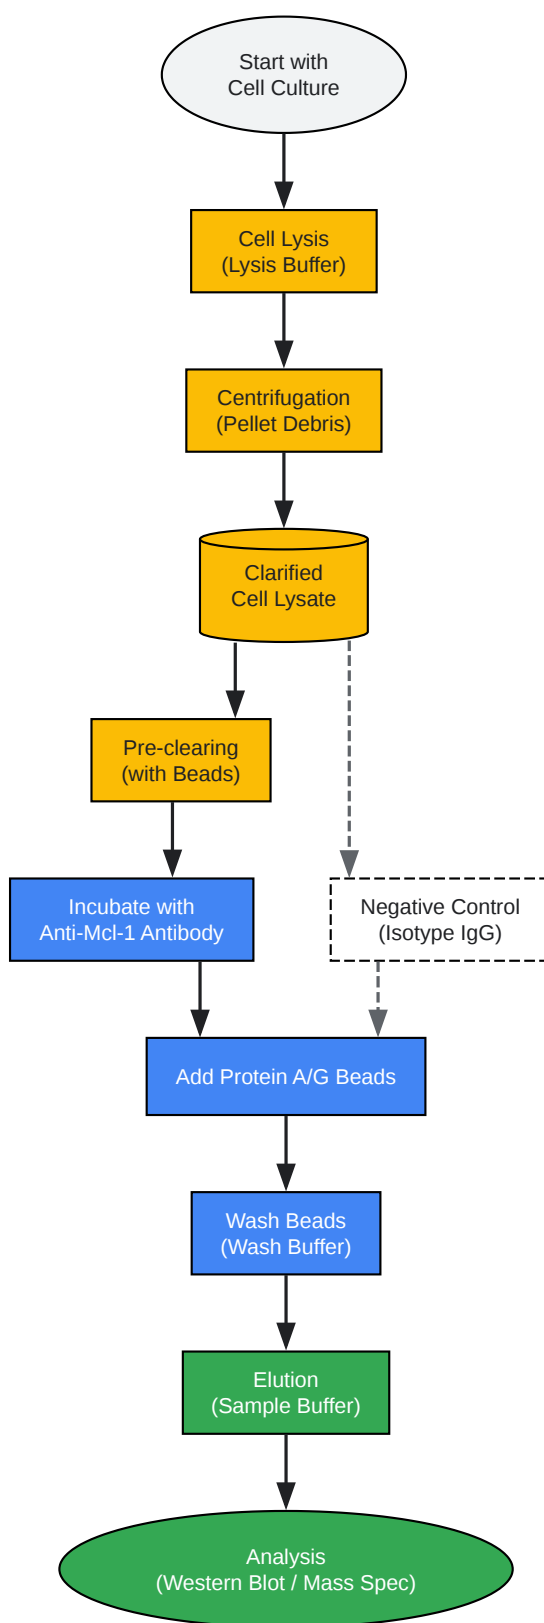 Start with
Cell Culture
Cell Lysis
(Lysis Buffer)
Centrifugation
(Pellet Debris)
Clarified
Cell Lysate
Pre-clearing
(with Beads)
Incubate with
Anti-Mcl-1 Antibody
Negative Control
(Isotype IgG)
Add Protein A/G Beads
Wash Beads
(Wash Buffer)
Elution
(Sample Buffer)
Analysis
(Western Blot / Mass Spec)